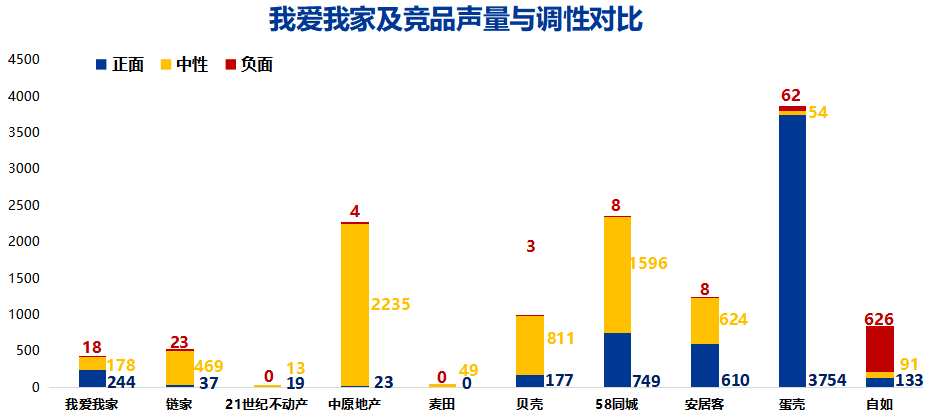 我爱我家及竞品声量与调性对比
正面 中性 负面
4500
4000
3500
3000
2500
2000
1500
1000
500
0
18 178 244
23 469 37
0 13 19
4 2235 23
0 49 0
3 811 177
8 1596 749
8 624 610
62 54 3754
626 91 133
我爱我家 链家 21世纪不动产 中原地产 麦田 贝壳 58同城 安居客 蛋壳 自如